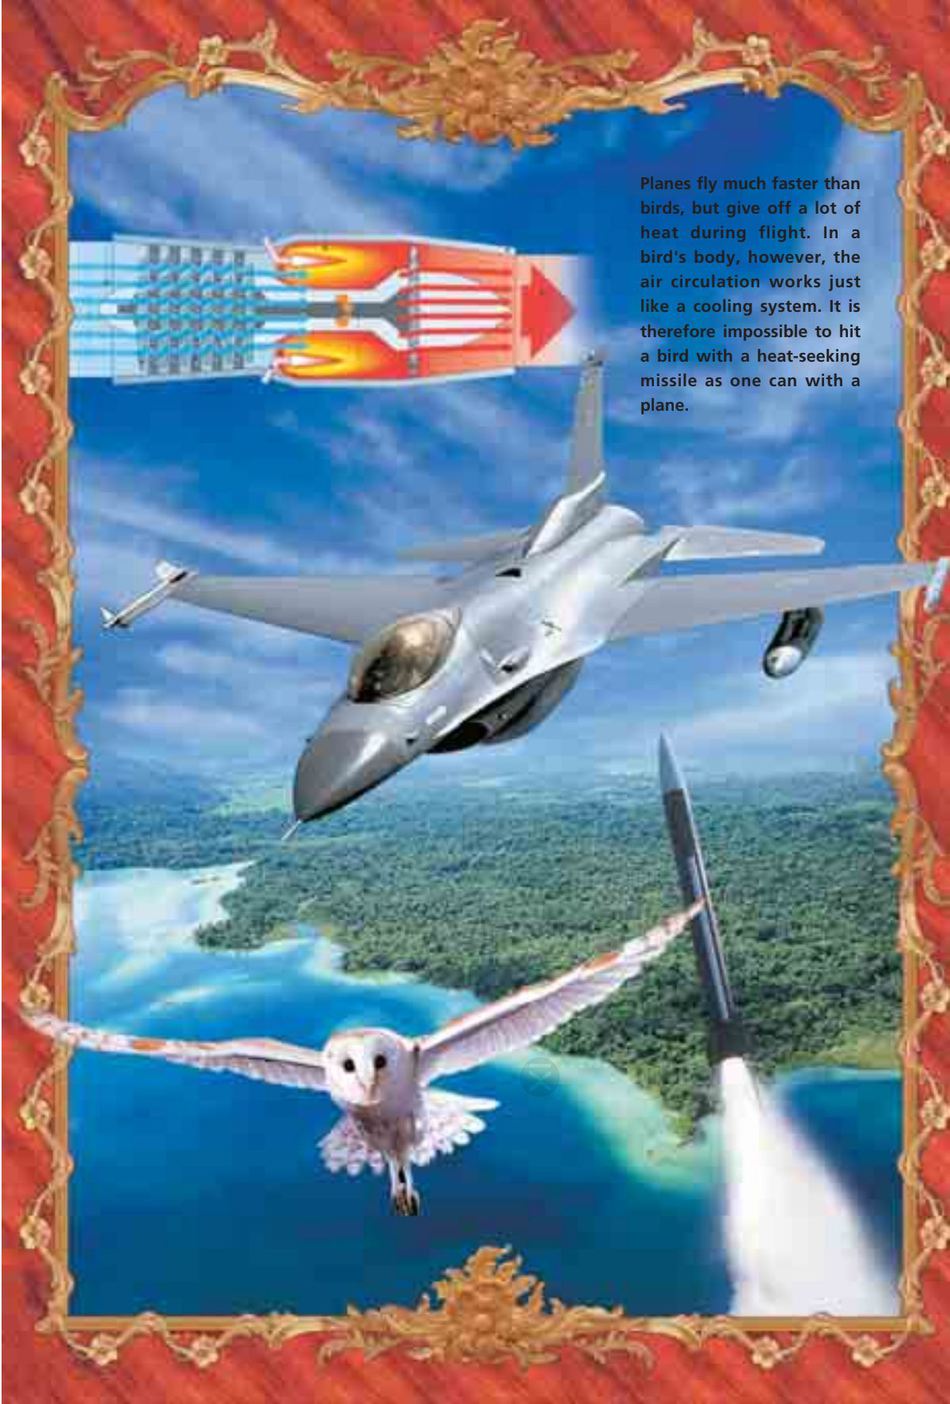 Planes fly much faster than
birds, but give off a lot of
heat during flight. In a
bird's body, however, the
air circulation works just
like a cooling system. It is
therefore impossible to hit
a bird with a heat-seeking
missile as one can with a
plane.